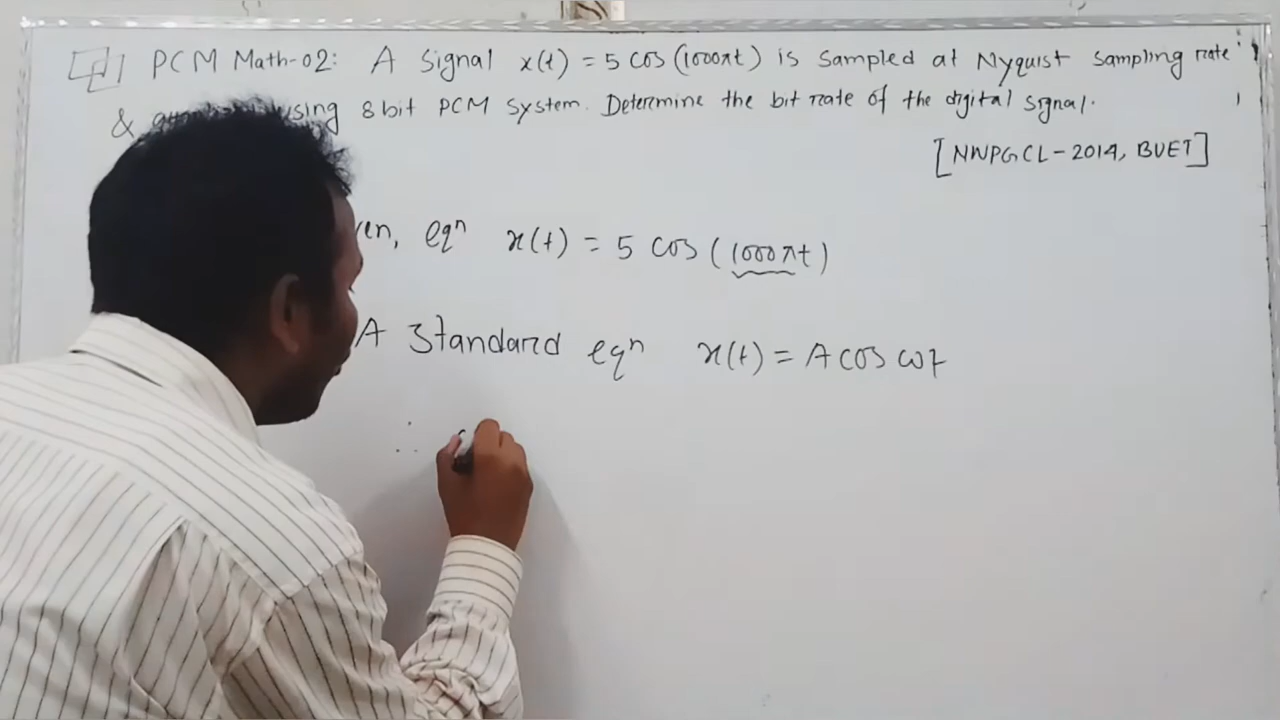 PCM Math-02: A Signal x(t) = 5 cos (1000πt) is sampled at Nyquist sampling rate
& using 8 bit PCM system. Determine the bit rate of the digital signal.
[NWPGCL-2014, BUET]
eqⁿ x(t) = 5 cos (1000πt)
A Standard eqⁿ x(t) = A cos ωt
∴